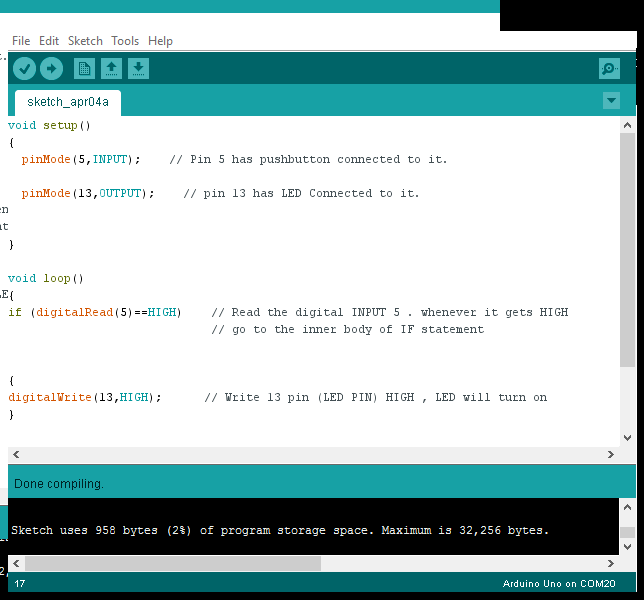 File Edit Sketch Tools Help
sketch_apr04a
void setup()
{
pinMode(5,INPUT); // Pin 5 has pushbutton connected to it.
pinMode(13,OUTPUT); // pin 13 has LED Connected to it.
en
at
}
void loop()
LE{
if (digitalRead(5)==HIGH) // Read the digital INPUT 5 . whenever it gets HIGH
// go to the inner body of IF statement
{
digitalWrite(13,HIGH); // Write 13 pin (LED PIN) HIGH , LED will turn on
}
Done compiling.
Sketch uses 958 bytes (2%) of program storage space. Maximum is 32,256 bytes.
2,
17 Arduino Uno on COM20